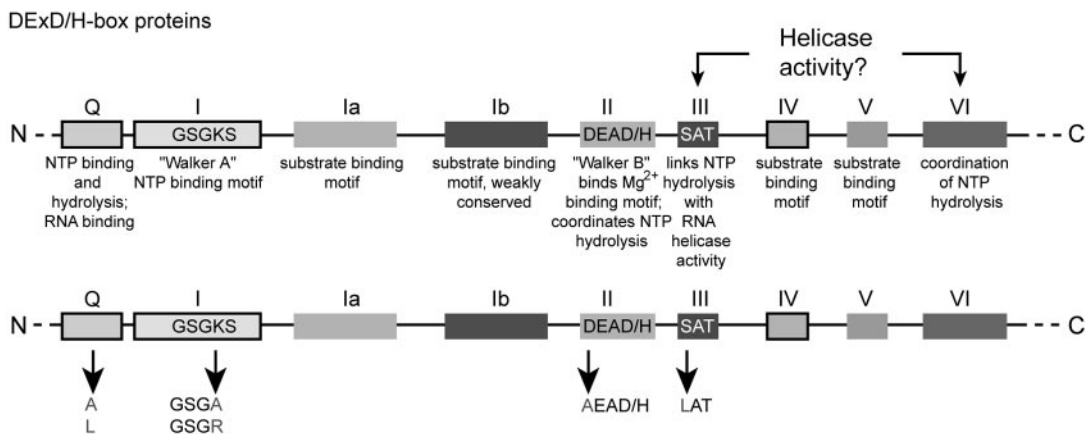 DExD/H-box proteins
Helicase
activity?
Q I Ia Ib II III IV V VI
N GSGKS DEAD/H SAT C
NTP binding
and
hydrolysis;
RNA binding
"Walker A"
NTP binding motif
substrate binding
motif
substrate binding
motif, weakly
conserved
"Walker B"
binds Mg2+
binding motif;
coordinates NTP
hydrolysis
links NTP
hydrolysis
with
RNA
helicase
activity
substrate
binding
motif
substrate
binding
motif
coordination
of NTP
hydrolysis
Q I Ia Ib II III IV V VI
N GSGKS DEAD/H SAT C
A GSGA AEAD/H LAT
L GSGR